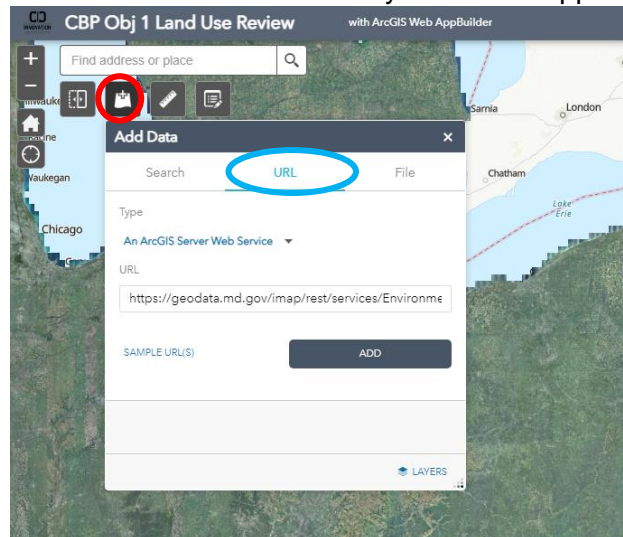 CBP Obj 1 Land Use Review with ArcGIS Web AppBuilder
INNOVATION
Find address or place
Sarnia
London
Add Data
×
Waukegan
Search URL File
Chatham
Type
Lake
Erie
An ArcGIS Server Web Service
Chicago
URL
https://geodata.md.gov/imap/rest/services/Environme
SAMPLE URL(S)
ADD
LAYERS